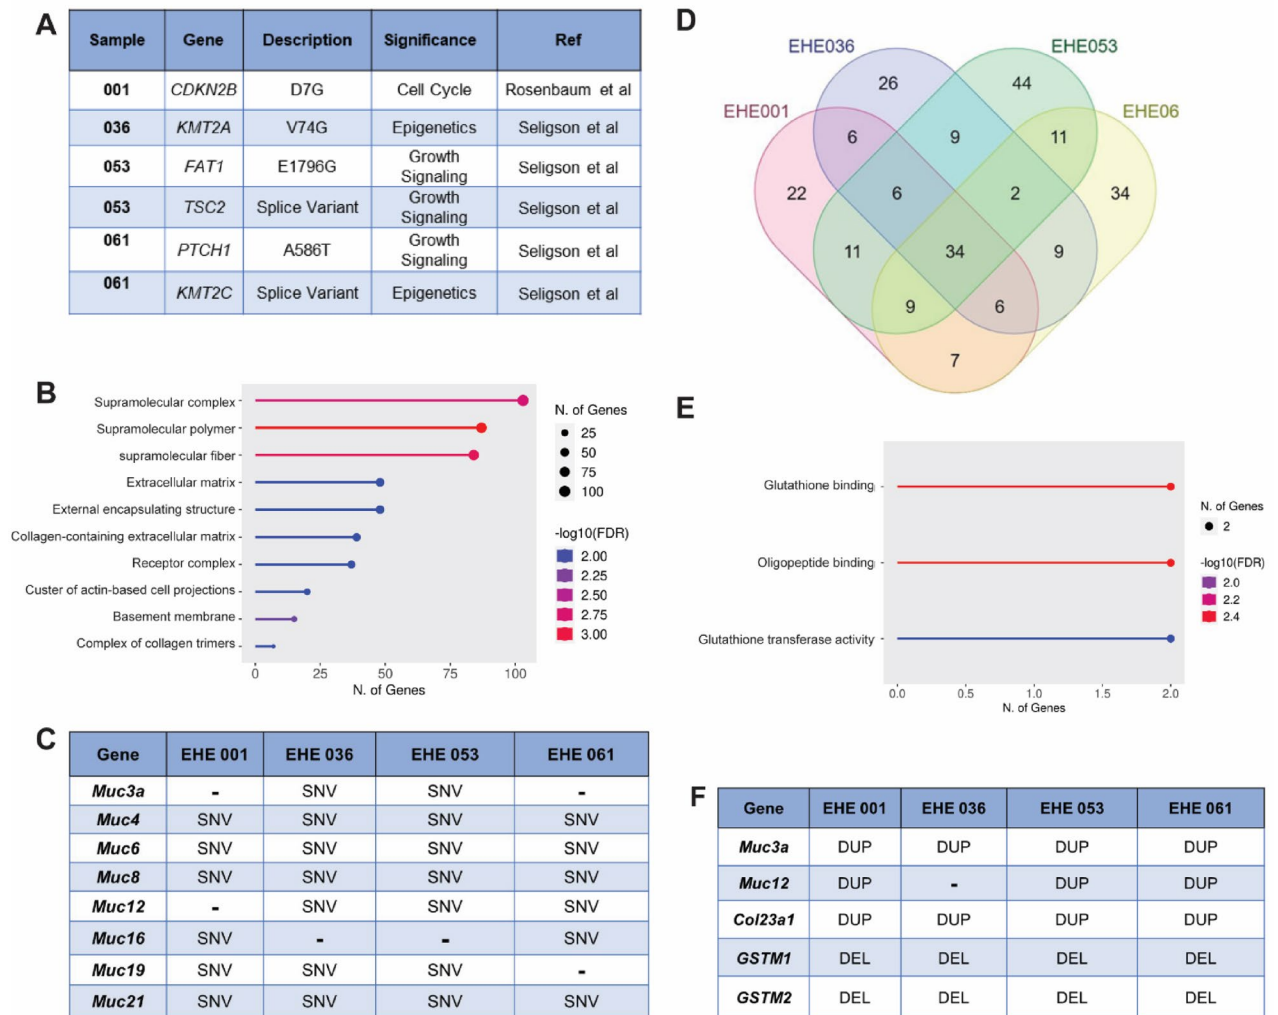 A
Sample Gene Description Significance Ref
001 CDKN2B D7G Cell Cycle Rosenbaum et al
036 KMT2A V74G Epigenetics Seligson et al
053 FAT1 E1796G Growth Signaling Seligson et al
053 TSC2 Splice Variant Growth Signaling Seligson et al
061 PTCH1 A586T Growth Signaling Seligson et al
061 KMT2C Splice Variant Epigenetics Seligson et al
B
Supramolecular complex
Supramolecular polymer
supramolecular fiber
Extracellular matrix
External encapsulating structure
Collagen-containing extracellular matrix
Receptor complex
Custer of actin-based cell projections
Basement membrane
Complex of collagen trimers
0 25 50 75 100
N. of Genes
N. of Genes
25
50
75
100
-log10(FDR)
2.00
2.25
2.50
2.75
3.00
C
Gene EHE 001 EHE 036 EHE 053 EHE 061
Muc3a - SNV SNV -
Muc4 SNV SNV SNV SNV
Muc6 SNV SNV SNV SNV
Muc8 SNV SNV SNV SNV
Muc12 - SNV SNV SNV
Muc16 SNV - - SNV
Muc19 SNV SNV SNV -
Muc21 SNV SNV SNV SNV
D
EHE036 EHE053
EHE001 EHE06
26 44
6 9 11
22 6 2 34
11 34 9
9 6
7
E
Glutathione binding
Oligopeptide binding
Glutathione transferase activity
0.0 0.5 1.0 1.5 2.0
N. of Genes
N. of Genes
2
-log10(FDR)
2.0
2.2
2.4
F
Gene EHE 001 EHE 036 EHE 053 EHE 061
Muc3a DUP DUP DUP DUP
Muc12 DUP - DUP DUP
Col23a1 DUP DUP DUP DUP
GSTM1 DEL DEL DEL DEL
GSTM2 DEL DEL DEL DEL